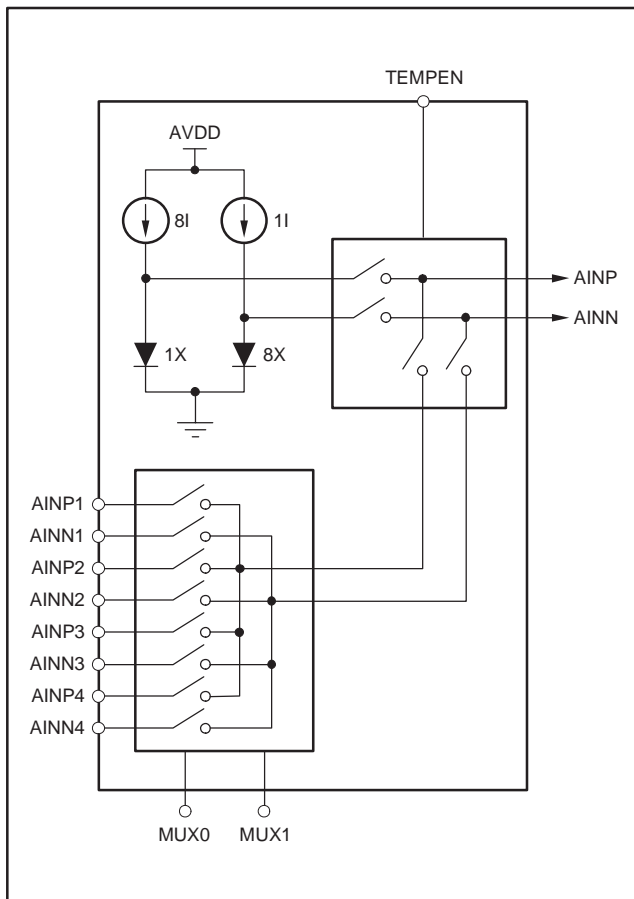 TEMPEN
AVDD
8I
1I
AINP
AINN
1X
8X
AINP1
AINN1
AINP2
AINN2
AINP3
AINN3
AINP4
AINN4
MUX0
MUX1